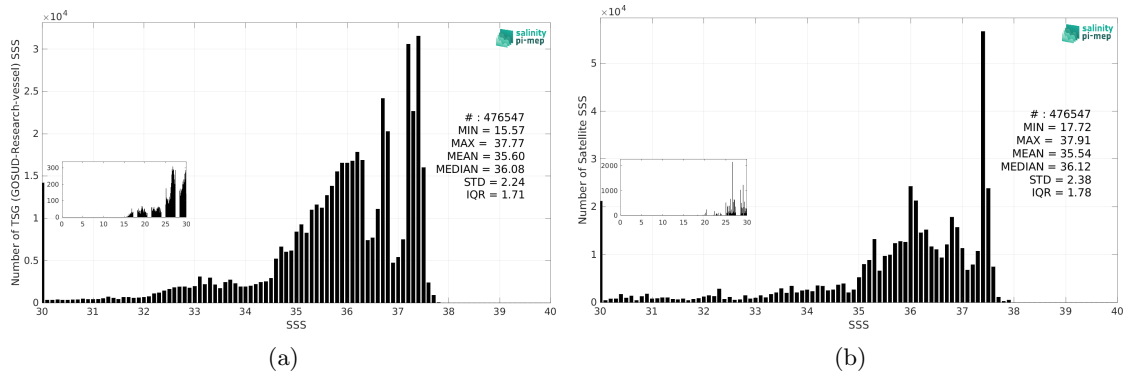 ×10⁴
3
2.5
2
1.5
1
0.5
0
Number of TSG (GOSUD-Research-vessel) SSS
salinity
pi-mep
# : 476547
MIN = 15.57
MAX = 37.77
MEAN = 35.60
MEDIAN = 36.08
STD = 2.24
IQR = 1.71
300
200
100
0
0 5 10 15 20 25 30
30 31 32 33 34 35 36 37 38 39 40
SSS
(a)
×10⁴
5
4
3
2
1
0
Number of Satellite SSS
salinity
pi-mep
# : 476547
MIN = 17.72
MAX = 37.91
MEAN = 35.54
MEDIAN = 36.12
STD = 2.38
IQR = 1.78
2000
1000
0
0 5 10 15 20 25 30
30 31 32 33 34 35 36 37 38 39 40
SSS
(b)